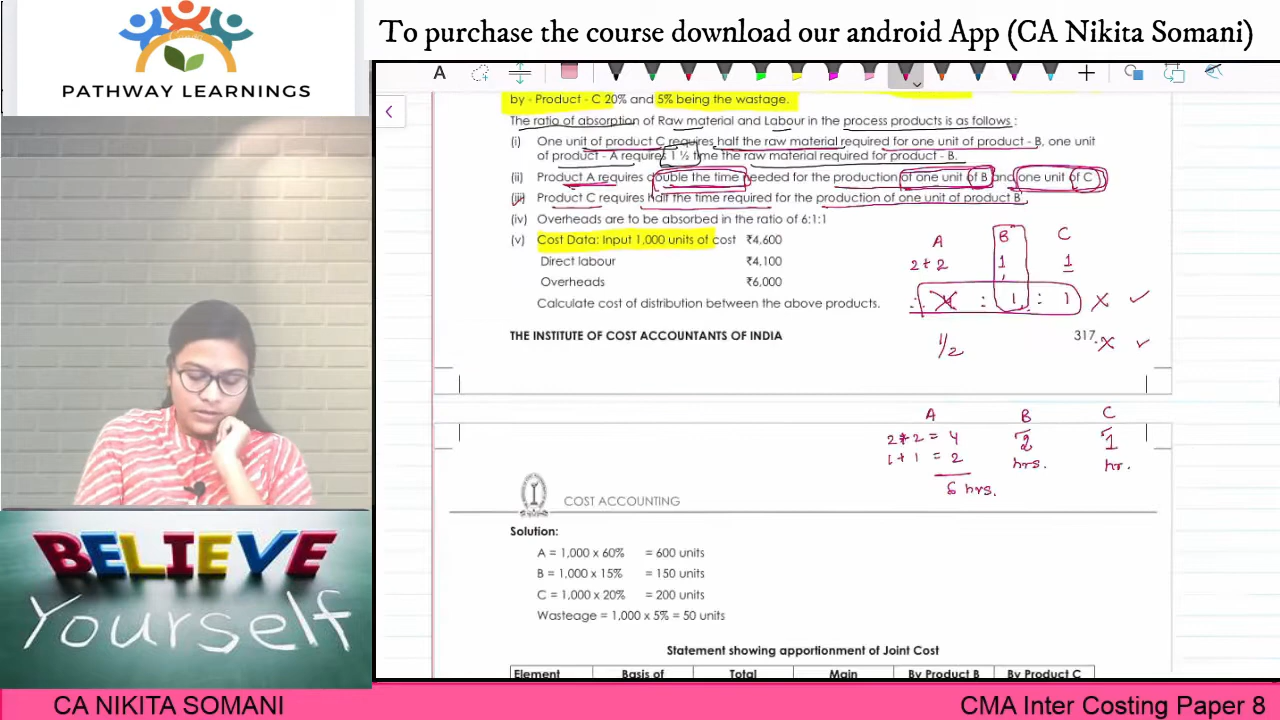 To purchase the course download our android App (CA Nikita Somani)
PATHWAY LEARNINGS
A
by - Product - C 20% and 5% being the wastage.
The ratio of absorption of Raw material and Labour in the process products is as follows :
(i) One unit of product C requires half the raw material required for one unit of product - B, one unit
of product - A requires 1 ½ time the raw material required for product - B.
(ii) Product A requires double the time needed for the production of one unit of B and one unit of C
(iii) Product C requires half the time required for the production of one unit of product B.
(iv) Overheads are to be absorbed in the ratio of 6:1:1
(v) Cost Data: Input 1,000 units of cost ₹4,600
Direct labour ₹4,100
Overheads ₹6,000
Calculate cost of distribution between the above products.
A B C
2 + 2 1 1
: 1 : 1 X ✓
1/2 X ✓
THE INSTITUTE OF COST ACCOUNTANTS OF INDIA 317
A B C
2 * 2 = 4 2 1
1 + 1 = 2 hrs. hr.
6 hrs.
COST ACCOUNTING
Solution:
A = 1,000 x 60% = 600 units
B = 1,000 x 15% = 150 units
C = 1,000 x 20% = 200 units
Wasteage = 1,000 x 5% = 50 units
Statement showing apportionment of Joint Cost
Element Basis of Total Main By Product B By Product C
BELIEVE
Yourself
CA NIKITA SOMANI
CMA Inter Costing Paper 8